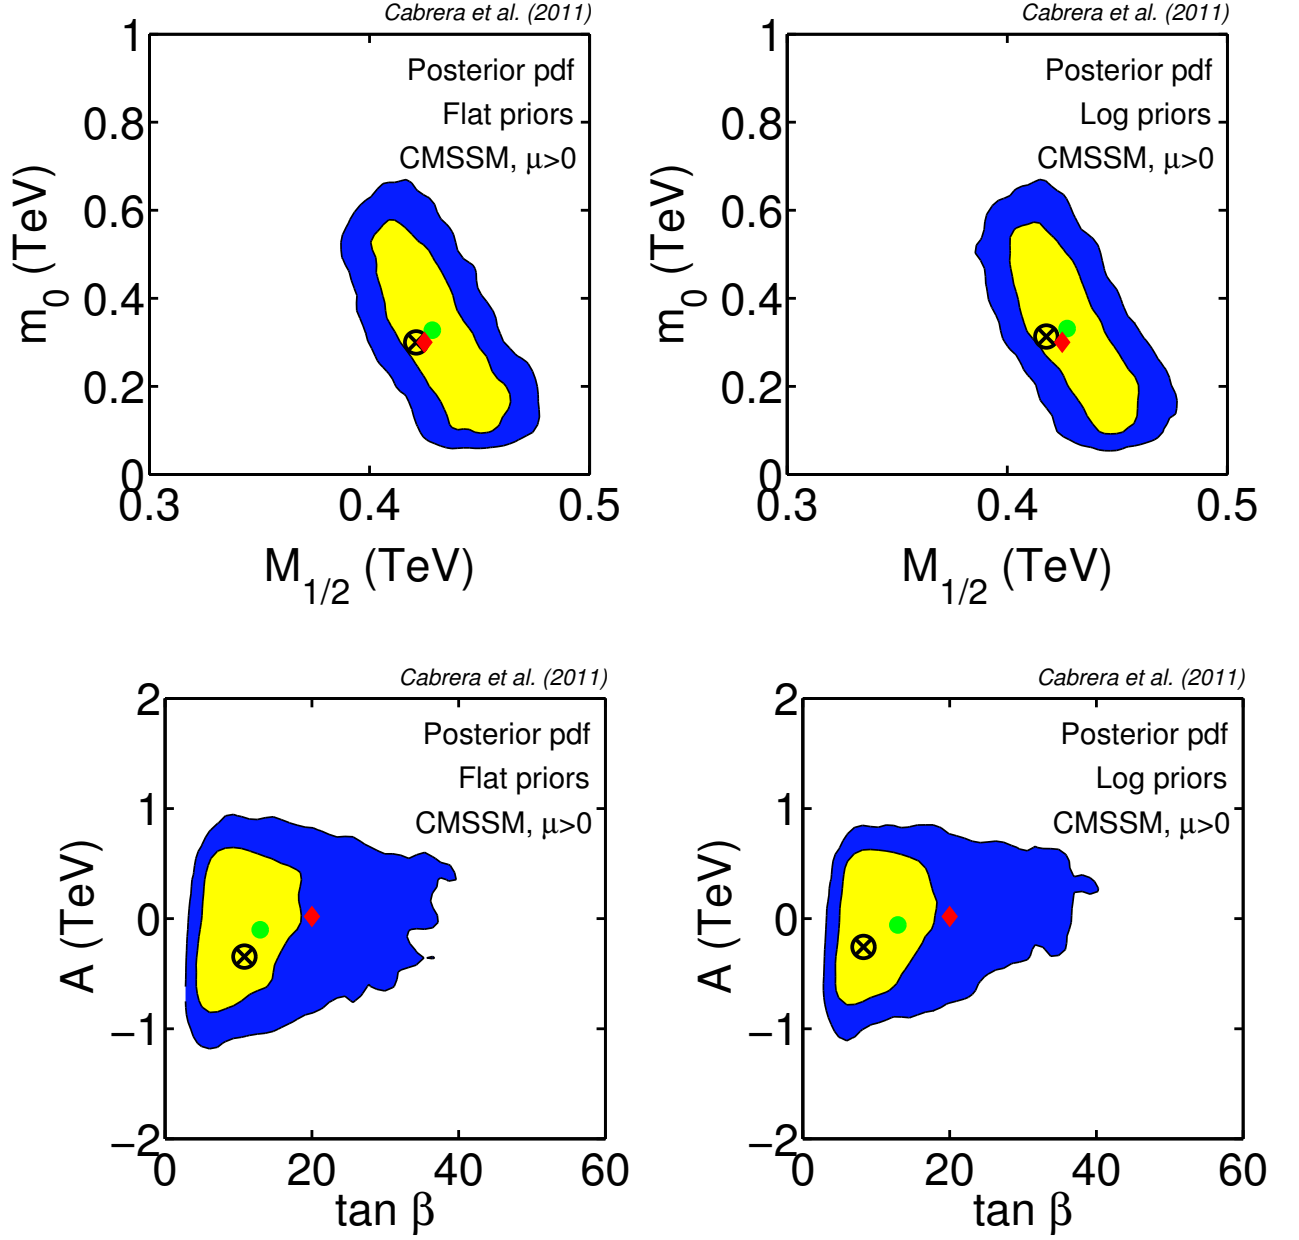 Cabrera et al. (2011)
1
0.8
0.6
0.4
0.2
0
m0 (TeV)
Posterior pdf
Flat priors
CMSSM, μ>0
0.3
0.4
0.5
M1/2 (TeV)
Cabrera et al. (2011)
1
0.8
0.6
0.4
0.2
0
m0 (TeV)
Posterior pdf
Log priors
CMSSM, μ>0
0.3
0.4
0.5
M1/2 (TeV)
Cabrera et al. (2011)
2
1
0
−1
−2
A (TeV)
Posterior pdf
Flat priors
CMSSM, μ>0
0
20
40
60
tan β
Cabrera et al. (2011)
2
1
0
−1
−2
A (TeV)
Posterior pdf
Log priors
CMSSM, μ>0
0
20
40
60
tan β